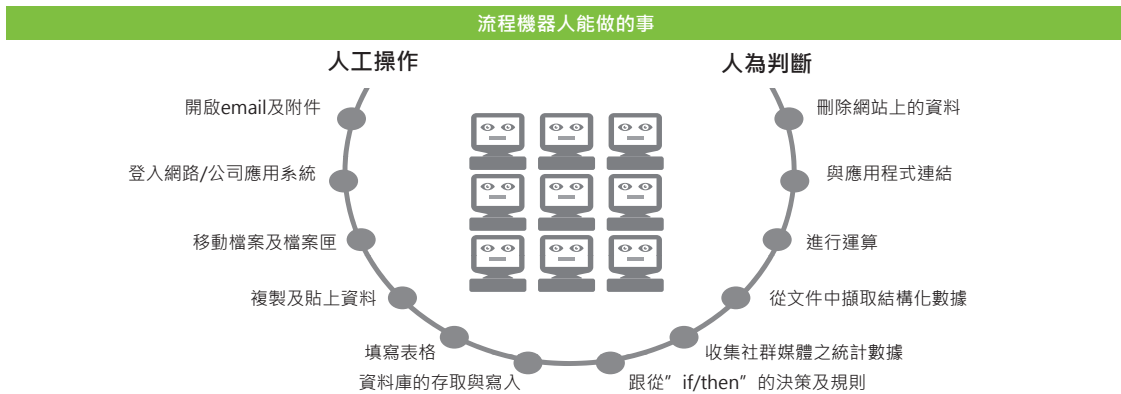 流程機器人能做的事
人工操作
開啟email及附件
登入網路/公司應用系統
移動檔案及檔案匣
複製及貼上資料
填寫表格
資料庫的存取與寫入
人為判斷
刪除網站上的資料
與應用程式連結
進行運算
從文件中擷取結構化數據
收集社群媒體之統計數據
跟從”if/then”的決策及規則